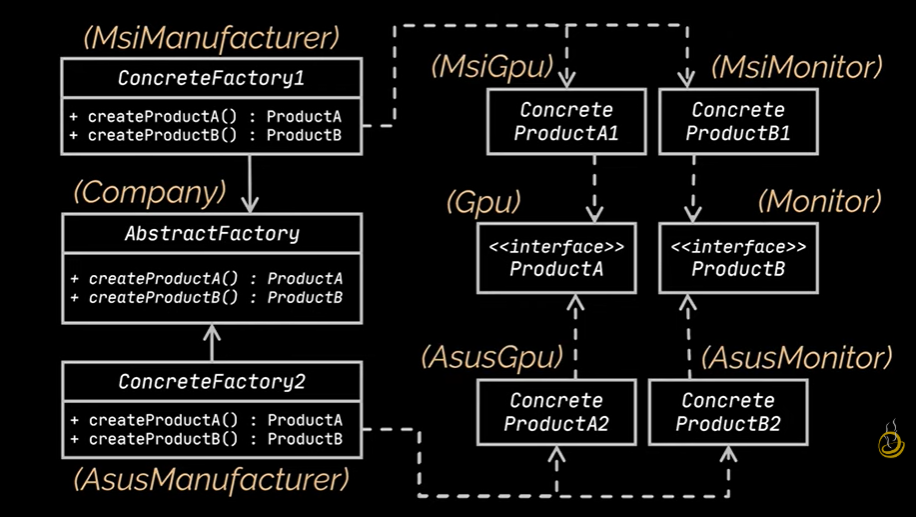 (MsiManufacturer)
ConcreteFactory1
+ createProductA() : ProductA
+ createProductB() : ProductB
(Company)
AbstractFactory
+ createProductA() : ProductA
+ createProductB() : ProductB
ConcreteFactory2
+ createProductA() : ProductA
+ createProductB() : ProductB
(AsusManufacturer)
(MsiGpu)
Concrete
ProductA1
(MsiMonitor)
Concrete
ProductB1
(Gpu)
<<interface>>
ProductA
(Monitor)
<<interface>>
ProductB
(AsusGpu)
Concrete
ProductA2
(AsusMonitor)
Concrete
ProductB2